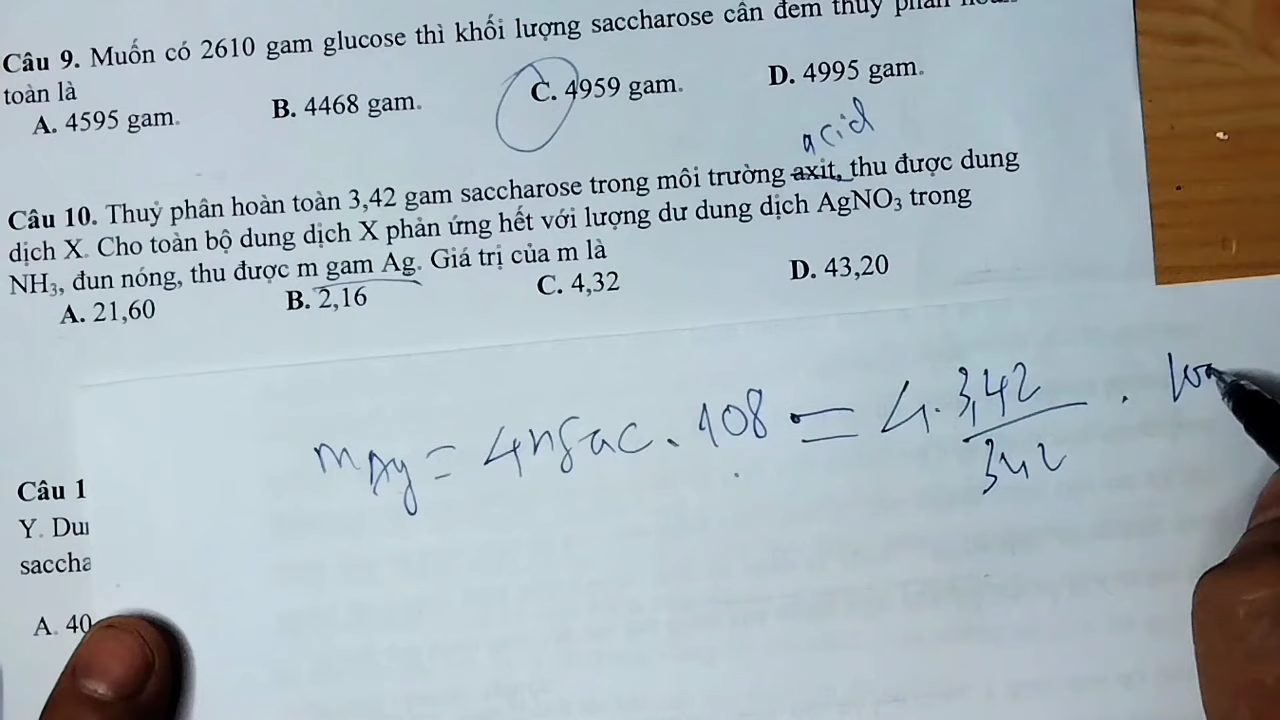 Câu 9. Muốn có 2610 gam glucose thì khối lượng saccharose cần đem thuỷ phân hoàn
toàn là
A. 4595 gam. B. 4468 gam. C. 4959 gam. D. 4995 gam.
acid
Câu 10. Thuỷ phân hoàn toàn 3,42 gam saccharose trong môi trường axit, thu được dung
dịch X. Cho toàn bộ dung dịch X phản ứng hết với lượng dư dung dịch AgNO₃ trong
NH₃, đun nóng, thu được m gam Ag. Giá trị của m là
A. 21,60 B. 2,16 C. 4,32 D. 43,20
m Ag = 4nsac . 108 = 4. 3,42 / 342 .
Câu 1
Y. Du
saccha
A. 40